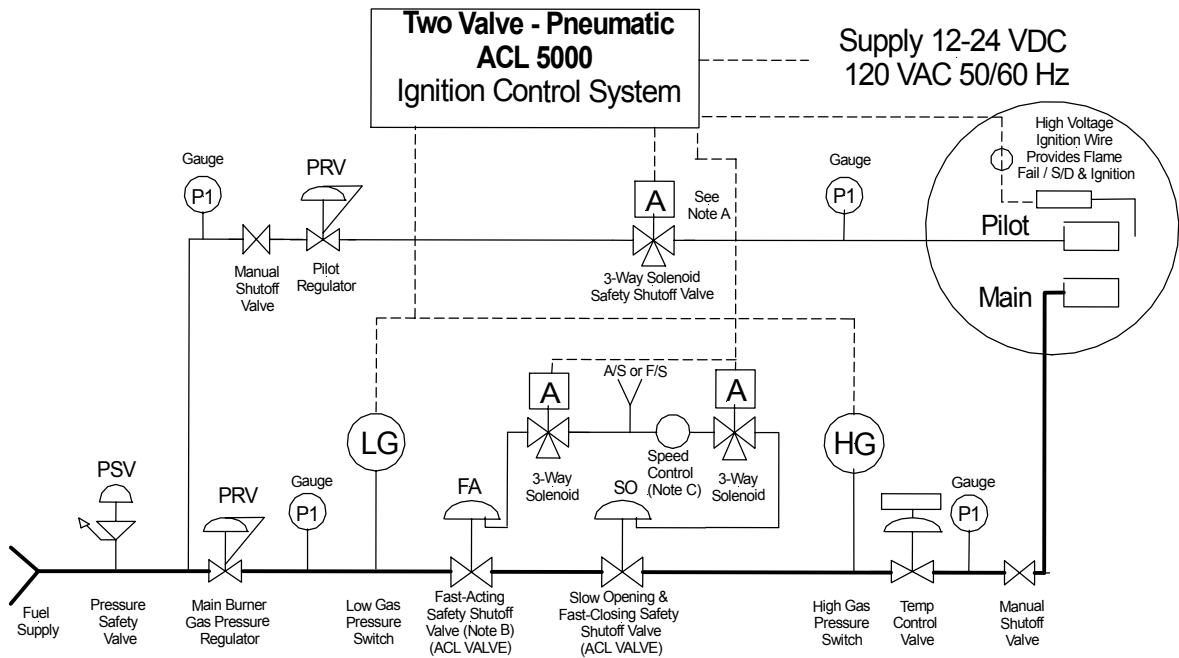 Two Valve - Pneumatic
ACL 5000
Ignition Control System
Supply 12-24 VDC
120 VAC 50/60 Hz
High Voltage
Ignition Wire
Provides Flame
Fail / S/D & Ignition
Gauge
P1
PRV
Manual
Shutoff
Valve
Pilot
Regulator
A
See
Note A
3-Way Solenoid
Safety Shutoff Valve
Gauge
P1
Pilot
Main
A/S or F/S
A
A
LG
HG
3-Way
Solenoid
Speed
Control
(Note C)
3-Way
Solenoid
PSV
PRV
Gauge
P1
FA
SO
Gauge
P1
Fuel
Supply
Pressure
Safety
Valve
Main Burner
Gas Pressure
Regulator
Low Gas
Pressure
Switch
Fast-Acting
Safety Shutoff
Valve (Note B)
(ACL VALVE)
Slow Opening &
Fast-Closing Safety
Shutoff Valve
(ACL VALVE)
High Gas
Pressure
Switch
Temp
Control
Valve
Manual
Shutoff
Valve